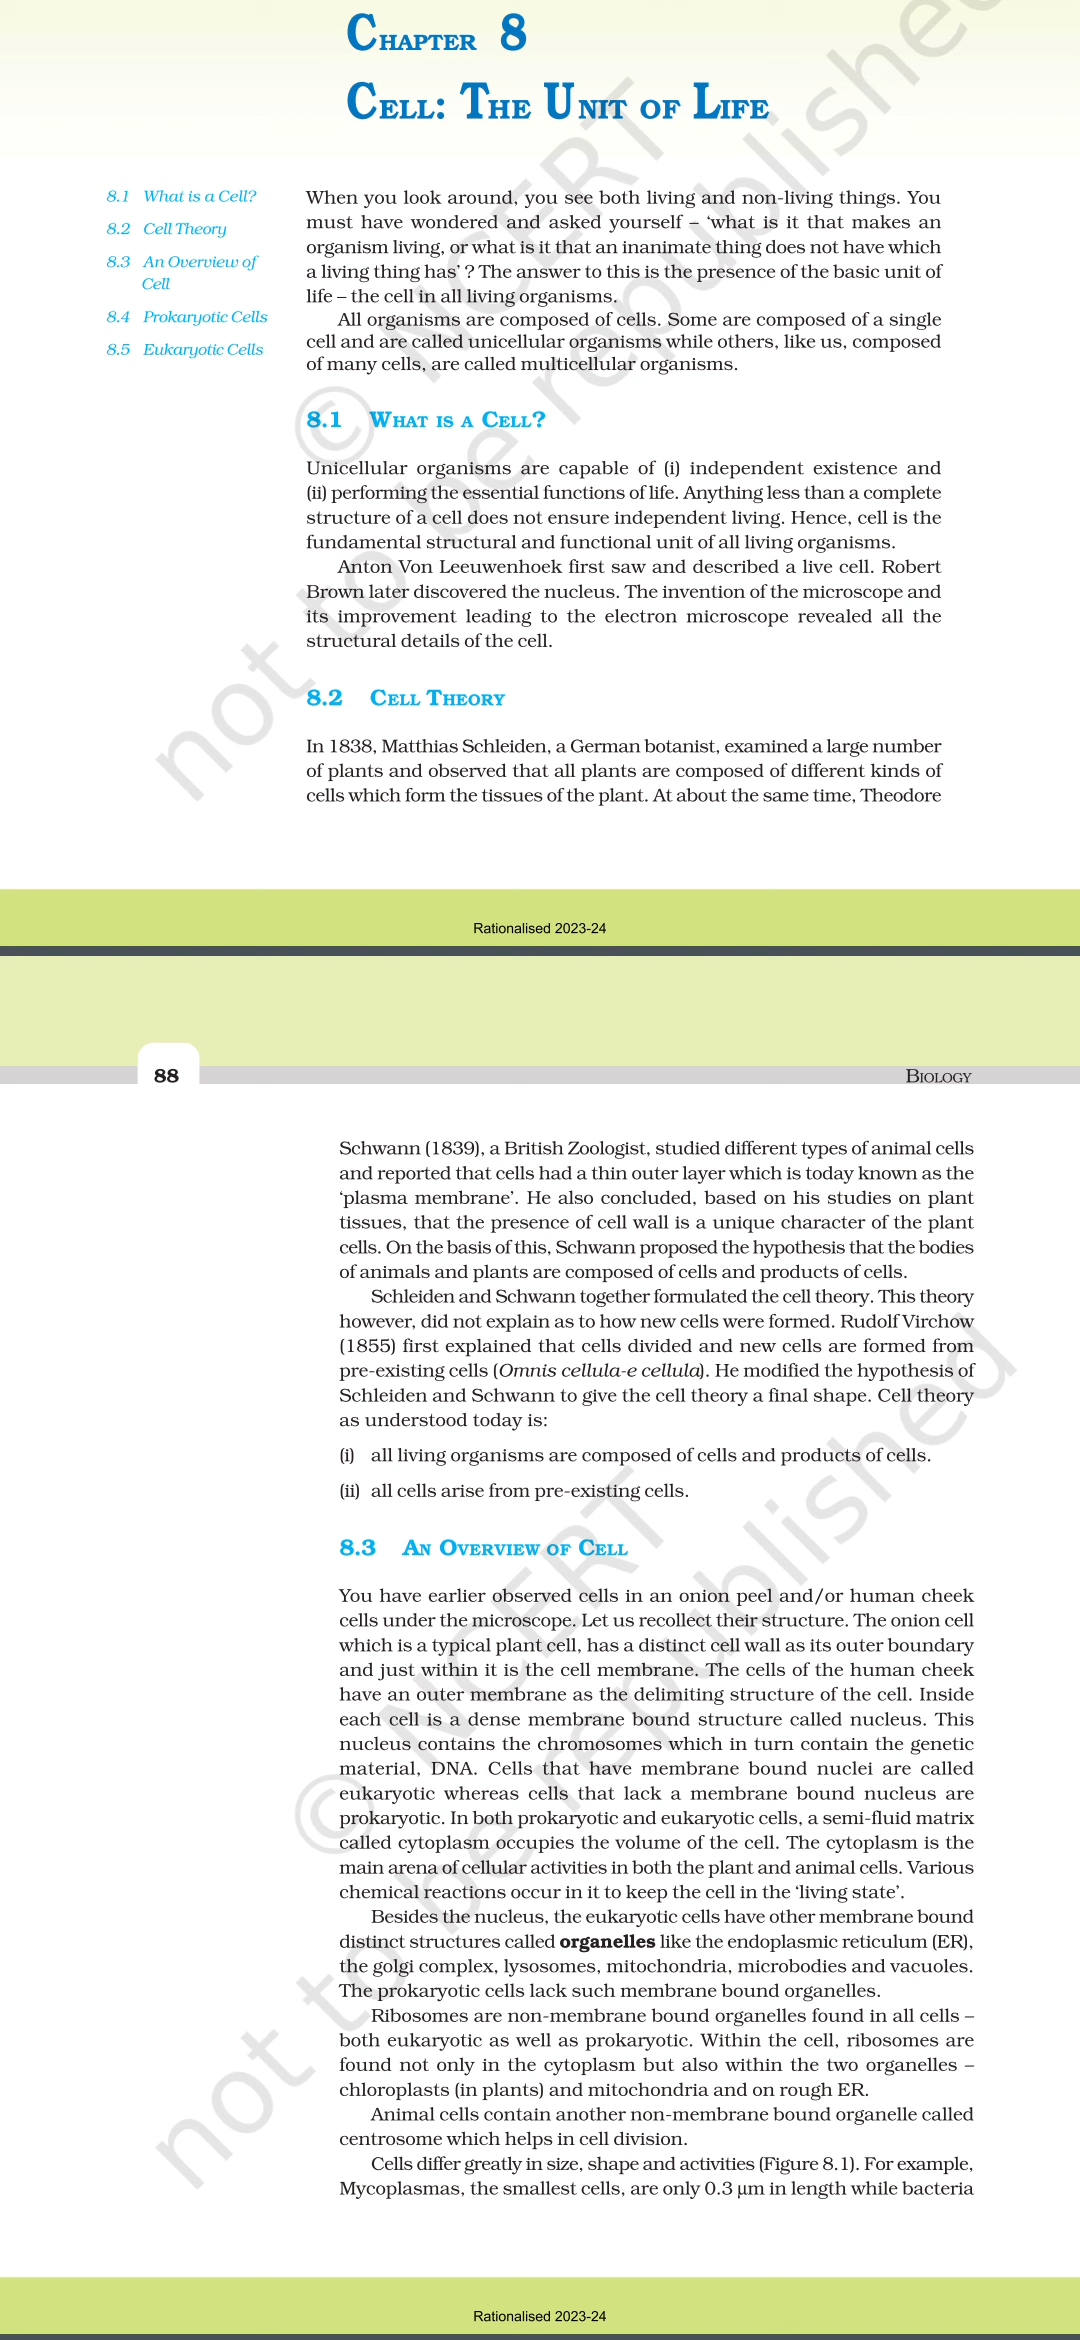 CHAPTER 8
CELL: THE UNIT OF LIFE
8.1 What is a Cell?
8.2 Cell Theory
8.3 An Overview of
Cell
8.4 Prokaryotic Cells
8.5 Eukaryotic Cells
When you look around, you see both living and non-living things. You
must have wondered and asked yourself – ‘what is it that makes an
organism living, or what is it that an inanimate thing does not have which
a living thing has’ ? The answer to this is the presence of the basic unit of
life – the cell in all living organisms.
All organisms are composed of cells. Some are composed of a single
cell and are called unicellular organisms while others, like us, composed
of many cells, are called multicellular organisms.
8.1 WHAT IS A CELL?
Unicellular organisms are capable of (i) independent existence and
(ii) performing the essential functions of life. Anything less than a complete
structure of a cell does not ensure independent living. Hence, cell is the
fundamental structural and functional unit of all living organisms.
Anton Von Leeuwenhoek first saw and described a live cell. Robert
Brown later discovered the nucleus. The invention of the microscope and
its improvement leading to the electron microscope revealed all the
structural details of the cell.
8.2 CELL THEORY
In 1838, Matthias Schleiden, a German botanist, examined a large number
of plants and observed that all plants are composed of different kinds of
cells which form the tissues of the plant. At about the same time, Theodore
© NCERT
not to be republished
Rationalised 2023-24
88
BIOLOGY
Schwann (1839), a British Zoologist, studied different types of animal cells
and reported that cells had a thin outer layer which is today known as the
‘plasma membrane’. He also concluded, based on his studies on plant
tissues, that the presence of cell wall is a unique character of the plant
cells. On the basis of this, Schwann proposed the hypothesis that the bodies
of animals and plants are composed of cells and products of cells.
Schleiden and Schwann together formulated the cell theory. This theory
however, did not explain as to how new cells were formed. Rudolf Virchow
(1855) first explained that cells divided and new cells are formed from
pre-existing cells (Omnis cellula-e cellula). He modified the hypothesis of
Schleiden and Schwann to give the cell theory a final shape. Cell theory
as understood today is:
(i) all living organisms are composed of cells and products of cells.
(ii) all cells arise from pre-existing cells.
8.3 AN OVERVIEW OF CELL
You have earlier observed cells in an onion peel and/or human cheek
cells under the microscope. Let us recollect their structure. The onion cell
which is a typical plant cell, has a distinct cell wall as its outer boundary
and just within it is the cell membrane. The cells of the human cheek
have an outer membrane as the delimiting structure of the cell. Inside
each cell is a dense membrane bound structure called nucleus. This
nucleus contains the chromosomes which in turn contain the genetic
material, DNA. Cells that have membrane bound nuclei are called
eukaryotic whereas cells that lack a membrane bound nucleus are
prokaryotic. In both prokaryotic and eukaryotic cells, a semi-fluid matrix
called cytoplasm occupies the volume of the cell. The cytoplasm is the
main arena of cellular activities in both the plant and animal cells. Various
chemical reactions occur in it to keep the cell in the ‘living state’.
Besides the nucleus, the eukaryotic cells have other membrane bound
distinct structures called organelles like the endoplasmic reticulum (ER),
the golgi complex, lysosomes, mitochondria, microbodies and vacuoles.
The prokaryotic cells lack such membrane bound organelles.
Ribosomes are non-membrane bound organelles found in all cells –
both eukaryotic as well as prokaryotic. Within the cell, ribosomes are
found not only in the cytoplasm but also within the two organelles –
chloroplasts (in plants) and mitochondria and on rough ER.
Animal cells contain another non-membrane bound organelle called
centrosome which helps in cell division.
Cells differ greatly in size, shape and activities (Figure 8.1). For example,
Mycoplasmas, the smallest cells, are only 0.3 µm in length while bacteria
© NCERT
not to be republished
Rationalised 2023-24